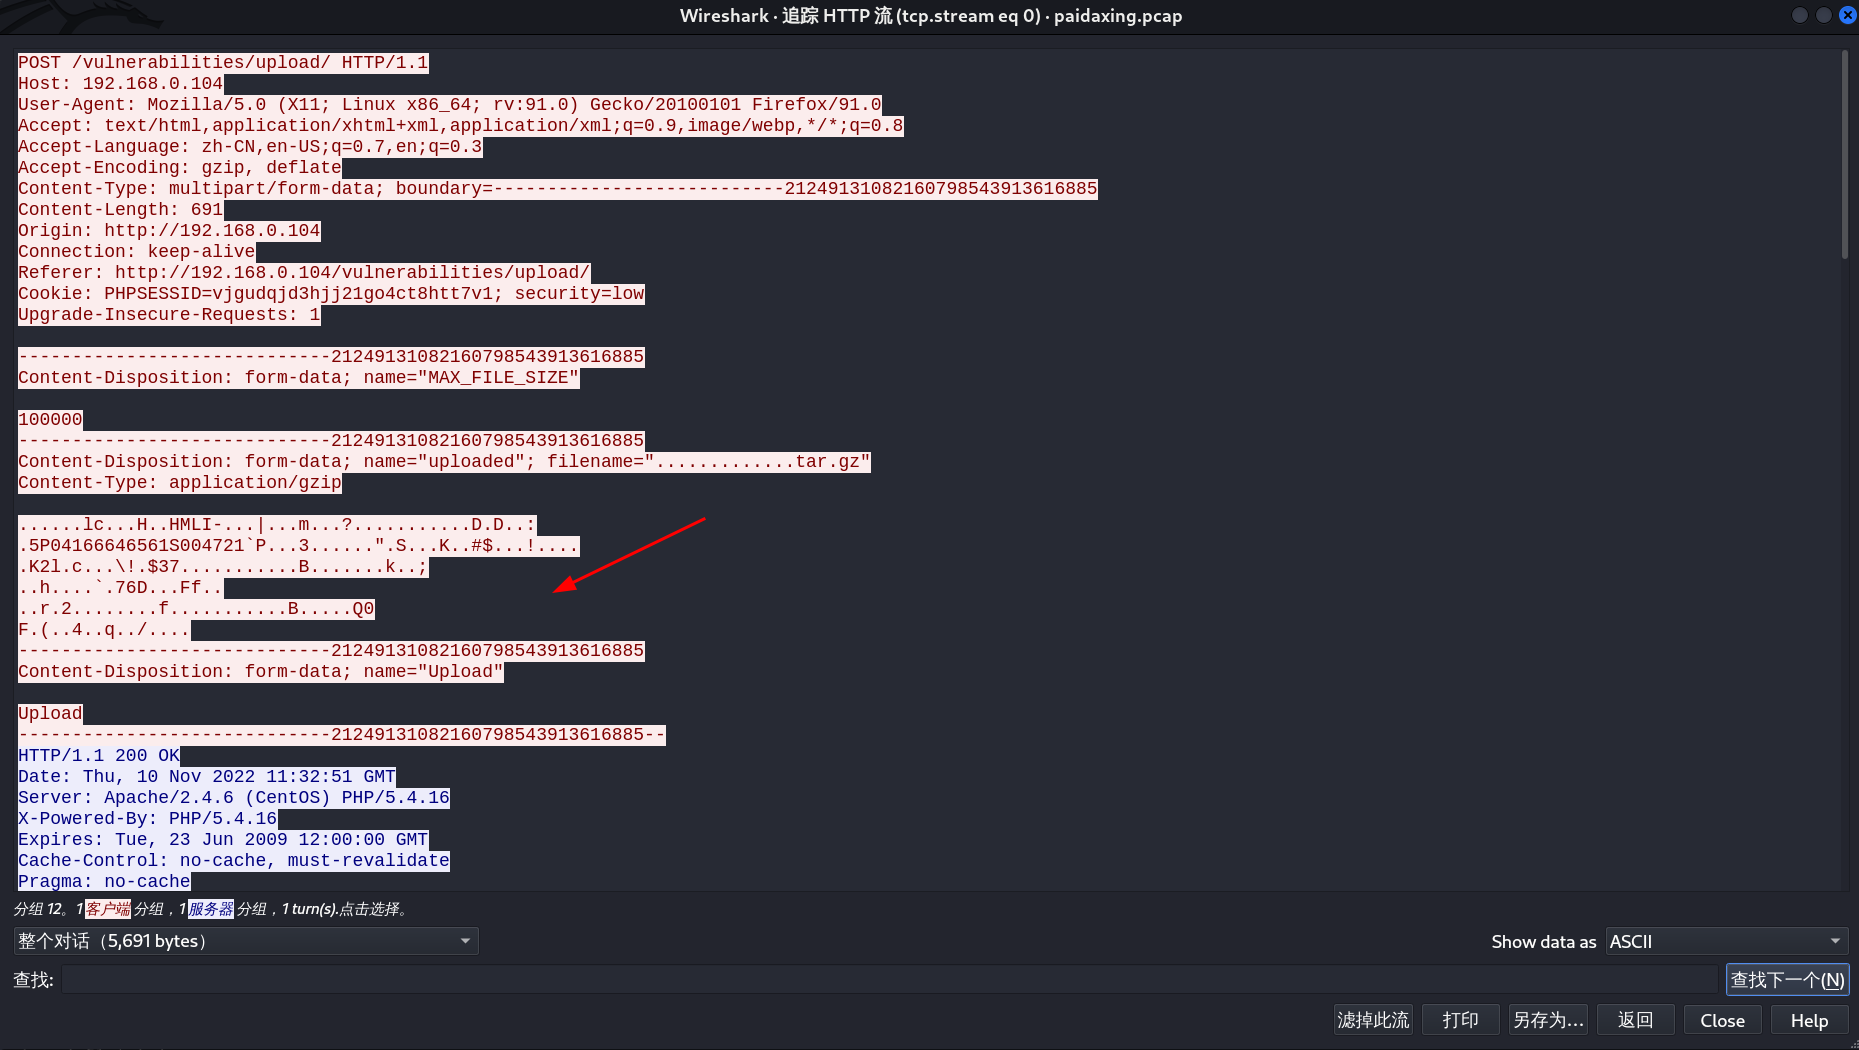 Wireshark · 追踪 HTTP 流 (tcp.stream eq 0) · paidaxing.pcap
POST /vulnerabilities/upload/ HTTP/1.1
Host: 192.168.0.104
User-Agent: Mozilla/5.0 (X11; Linux x86_64; rv:91.0) Gecko/20100101 Firefox/91.0
Accept: text/html,application/xhtml+xml,application/xml;q=0.9,image/webp,*/*;q=0.8
Accept-Language: zh-CN,en-US;q=0.7,en;q=0.3
Accept-Encoding: gzip, deflate
Content-Type: multipart/form-data; boundary=---------------------------21249131082160798543913616885
Content-Length: 691
Origin: http://192.168.0.104
Connection: keep-alive
Referer: http://192.168.0.104/vulnerabilities/upload/
Cookie: PHPSESSID=vjgudqjd3hjj21go4ct8htt7v1; security=low
Upgrade-Insecure-Requests: 1
-----------------------------21249131082160798543913616885
Content-Disposition: form-data; name="MAX_FILE_SIZE"
100000
-----------------------------21249131082160798543913616885
Content-Disposition: form-data; name="uploaded"; filename=".............tar.gz"
Content-Type: application/gzip
......lc...H..HMLI-...|...m...?...........D.D..:
.5P04166646561S004721`P...3......".S...K..#$...!....
.K2l.c...\!.$37...........B.......k..;
..h....`.76D...Ff..
..r.2........f...........B.....Q0
F.(..4..q../....
-----------------------------21249131082160798543913616885
Content-Disposition: form-data; name="Upload"
Upload
-----------------------------21249131082160798543913616885--
HTTP/1.1 200 OK
Date: Thu, 10 Nov 2022 11:32:51 GMT
Server: Apache/2.4.6 (CentOS) PHP/5.4.16
X-Powered-By: PHP/5.4.16
Expires: Tue, 23 Jun 2009 12:00:00 GMT
Cache-Control: no-cache, must-revalidate
Pragma: no-cache
分组 12。1 客户端 分组，1 服务器 分组，1 turn(s).点击选择。
整个对话（5,691 bytes） Show data as ASCII
查找: 查找下一个(N)
滤掉此流 打印 另存为… 返回 Close Help